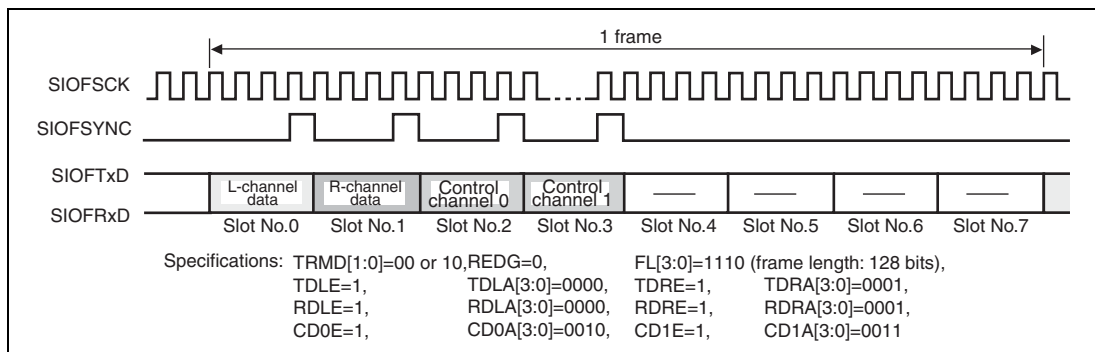 1 frame
SIOFSCK
SIOFSYNC
SIOFTxD
SIOFRxD
L-channel data
R-channel data
Control channel 0
Control channel 1
Slot No.0 Slot No.1 Slot No.2 Slot No.3 Slot No.4 Slot No.5 Slot No.6 Slot No.7
Specifications: TRMD[1:0]=00 or 10, REDG=0, FL[3:0]=1110 (frame length: 128 bits),
TDLE=1, TDLA[3:0]=0000, TDRE=1, TDRA[3:0]=0001,
RDLE=1, RDLA[3:0]=0000, RDRE=1, RDRA[3:0]=0001,
CD0E=1, CD0A[3:0]=0010, CD1E=1, CD1A[3:0]=0011